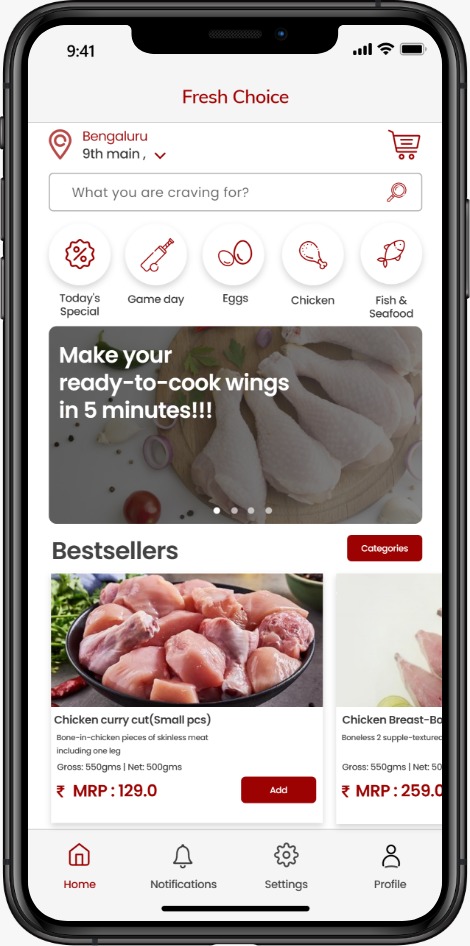 9:41
Fresh Choice
Bengaluru
9th main ,
What you are craving for?
Today's
Special
Game day
Eggs
Chicken
Fish &
Seafood
Make your
ready-to-cook wings
in 5 minutes!!!
Bestsellers
Categories
Chicken curry cut(Small pcs)
Bone-in-chicken pieces of skinless meat
including one leg
Gross: 550gms | Net: 500gms
₹ MRP : 129.0
Add
Chicken Breast-Bo
Boneless 2 supple-textured
Gross: 550gms | Net: 50
₹ MRP : 259.0
Home
Notifications
Settings
Profile